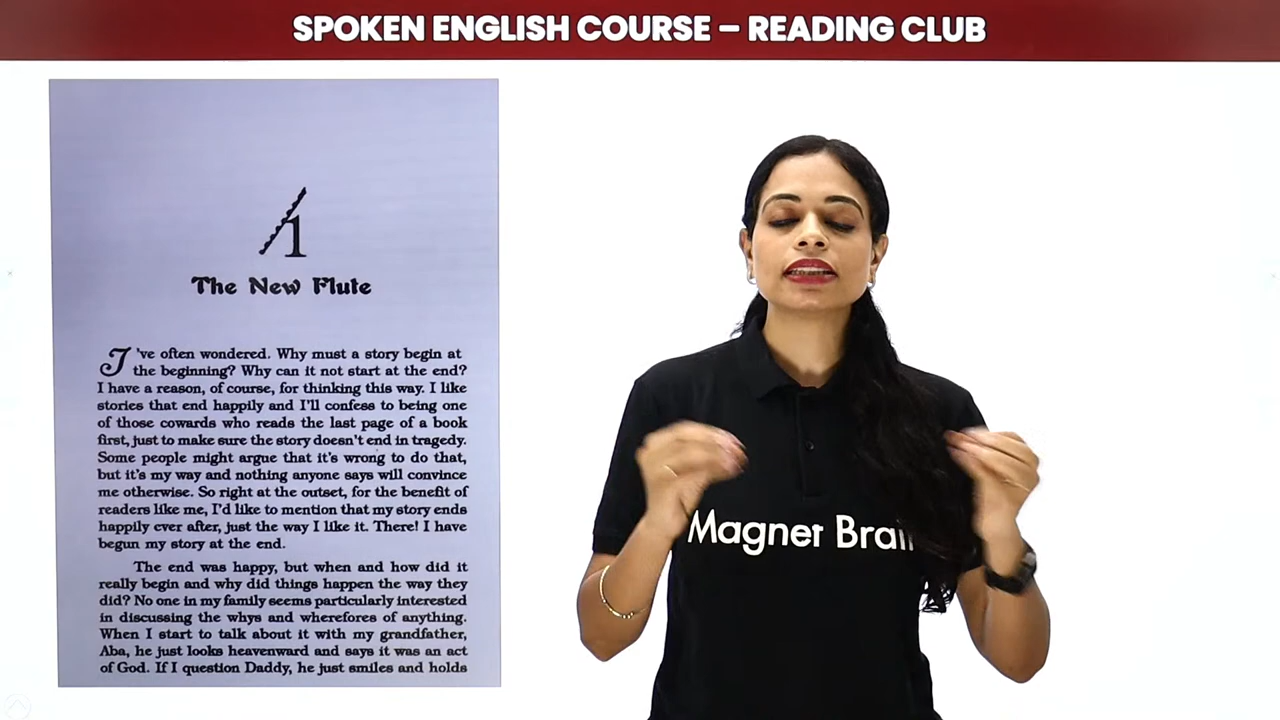 SPOKEN ENGLISH COURSE – READING CLUB
1
The New Flute
I've often wondered. Why must a story begin at
the beginning? Why can it not start at the end?
I have a reason, of course, for thinking this way. I like
stories that end happily and I'll confess to being one
of those cowards who reads the last page of a book
first, just to make sure the story doesn't end in tragedy.
Some people might argue that it's wrong to do that,
but it's my way and nothing anyone says will convince
me otherwise. So right at the outset, for the benefit of
readers like me, I'd like to mention that my story ends
happily ever after, just the way I like it. There! I have
begun my story at the end.
The end was happy, but when and how did it
really begin and why did things happen the way they
did? No one in my family seems particularly interested
in discussing the whys and wherefores of anything.
When I start to talk about it with my grandfather,
Aba, he just looks heavenward and says it was an act
of God. If I question Daddy, he just smiles and holds
Magnet Brain